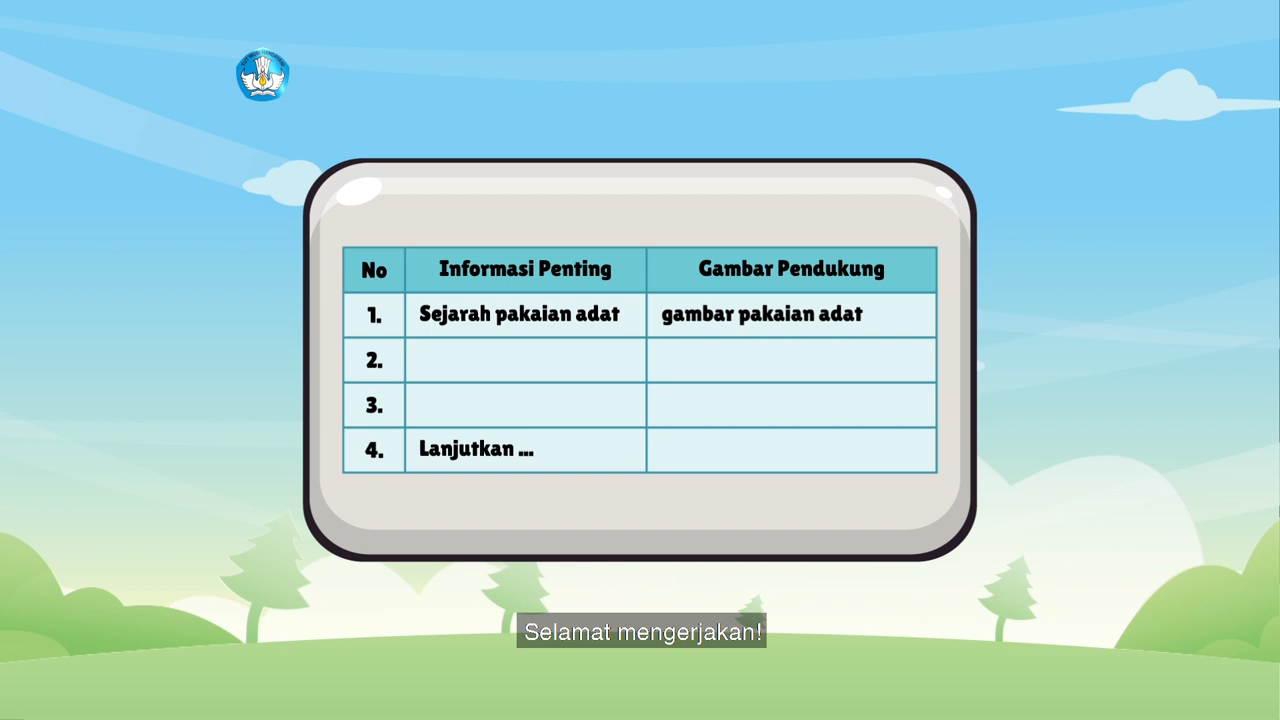 No Informasi Penting Gambar Pendukung
1. Sejarah pakaian adat gambar pakaian adat
2.
3.
4. Lanjutkan ...
Selamat mengerjakan!